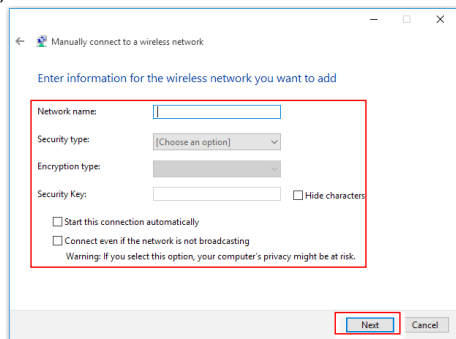 Manually connect to a wireless network
Enter information for the wireless network you want to add
Network name:
Security type:
[Choose an option]
Encryption type:
Security Key:
Hide characters
Start this connection automatically
Connect even if the network is not broadcasting
Warning: If you select this option, your computer's privacy might be at risk.
Next
Cancel